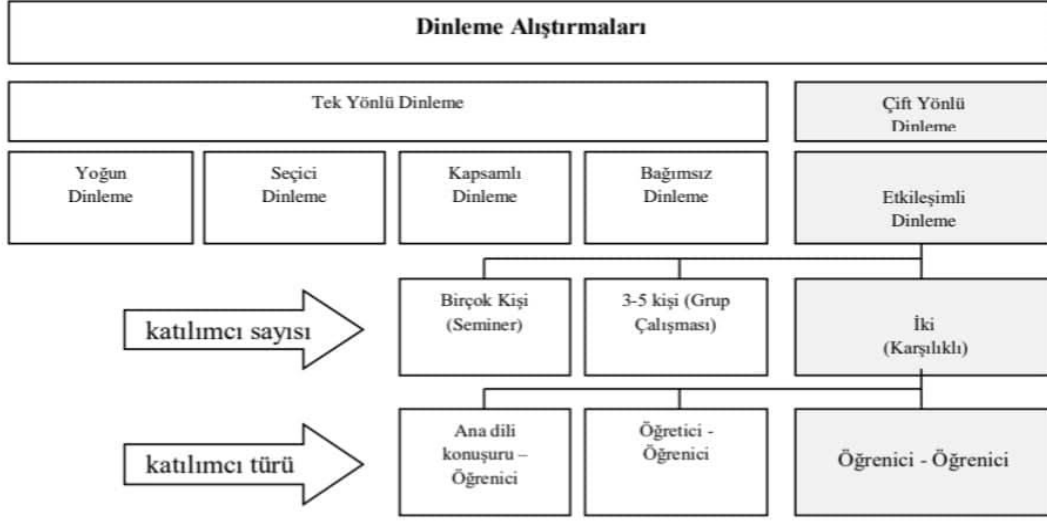 Dinleme Alıştırmaları
Tek Yönlü Dinleme
Çift Yönlü
Dinleme
Yoğun
Dinleme
Seçici
Dinleme
Kapsamlı
Dinleme
Bağımsız
Dinleme
Etkileşimli
Dinleme
katılımcı sayısı
Birçok Kişi
(Seminer)
3-5 kişi (Grup
Çalışması)
İki
(Karşılıklı)
katılımcı türü
Ana dili
konuşuru –
Öğrenici
Öğretici -
Öğrenici
Öğrenici - Öğrenici